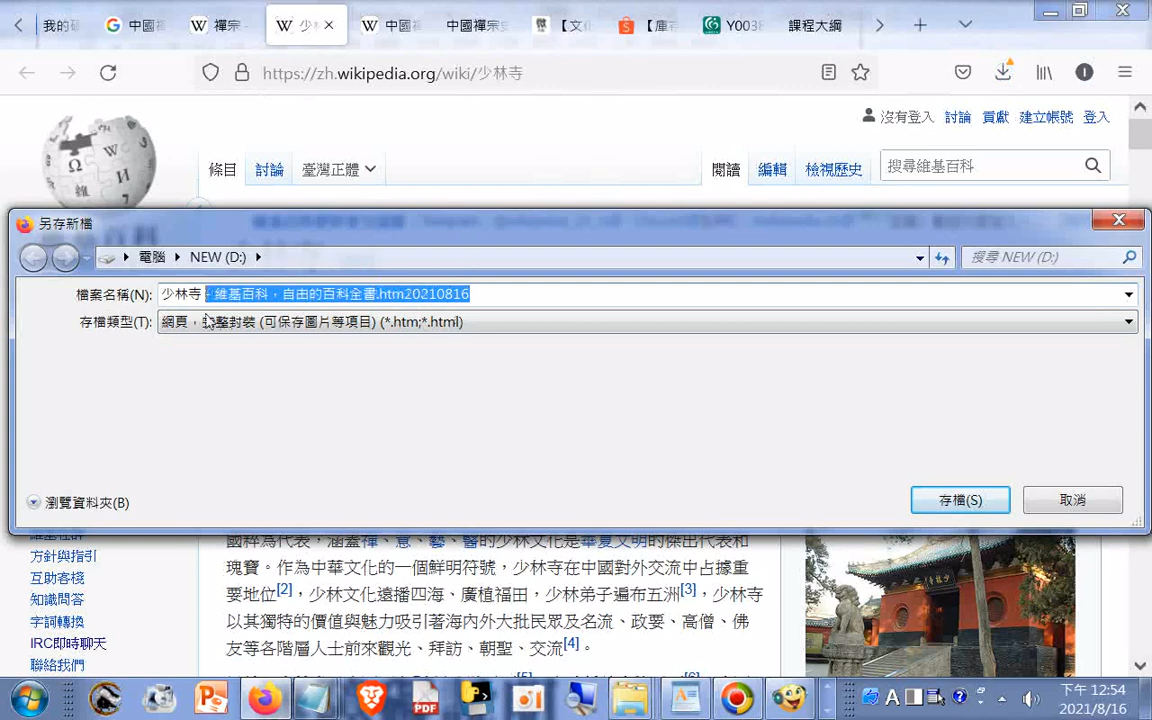 我的
中國
禪宗
少
中國
中國禪宗
【文
【庫
Y0038
課程大綱
https://zh.wikipedia.org/wiki/少林寺
沒有登入 討論 貢獻 建立帳號 登入
條目 討論 臺灣正體
閱讀 編輯 檢視歷史 搜尋維基百科
另存新檔
電腦 NEW (D:) 搜尋 NEW (D:)
檔案名稱(N): 少林寺 - 維基百科，自由的百科全書.htm20210816
存檔類型(T): 網頁，完整封裝 (可保存圖片等項目) (*.htm;*.html)
瀏覽資料夾(B) 存檔(S) 取消
方針與指引
互助客棧
知識問答
字詞轉換
IRC即時聊天
聯絡我們
國粹為代表，涵蓋禪、意、藝、醫的少林文化是華夏文明的傑出代表和
瑰寶。作為中華文化的一個鮮明符號，少林寺在中國對外交流中占據重
要地位[2]，少林文化遠播四海、廣植福田，少林弟子遍布五洲[3]，少林寺
以其獨特的價值與魅力吸引著海內外大批民眾及名流、政要、高僧、佛
友等各階層人士前來觀光、拜訪、朝聖、交流[4]。
PDF
A
下午 12:54
2021/8/16